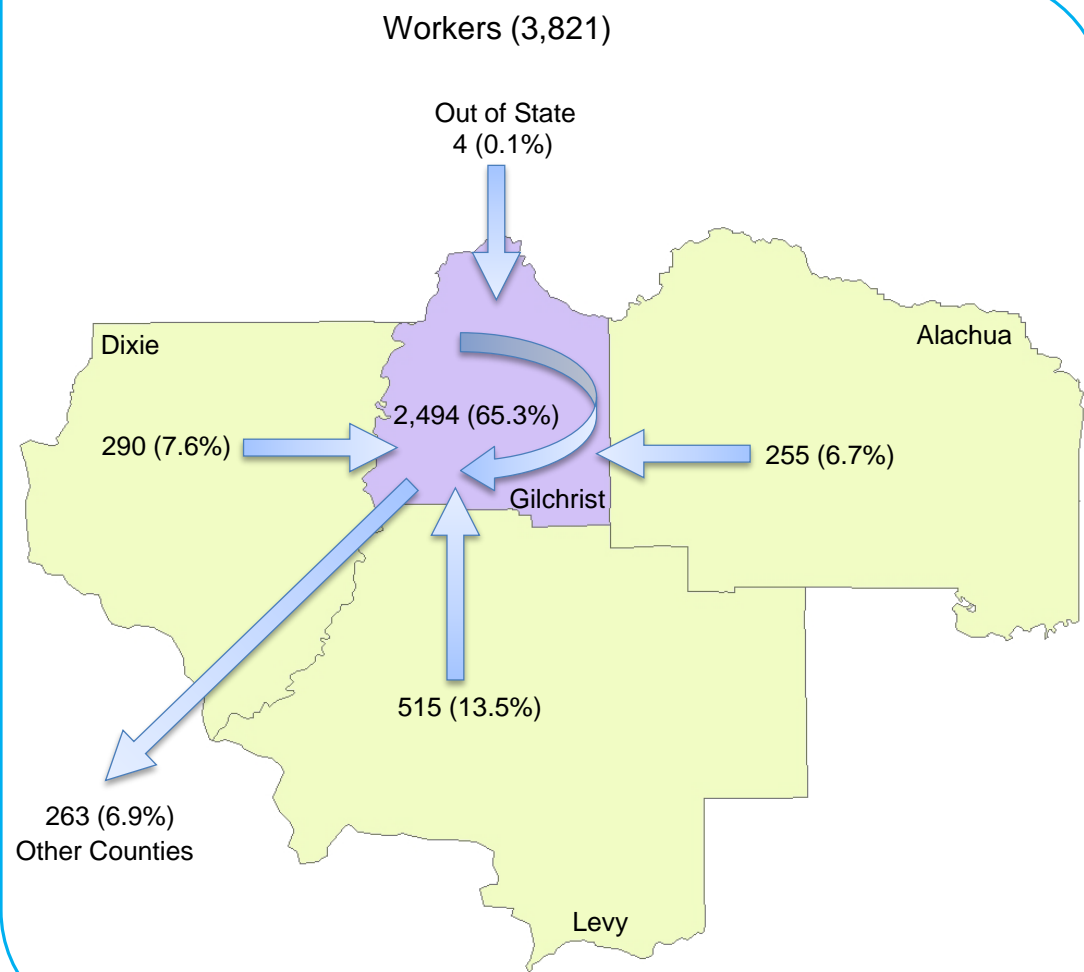 Workers (3,821)
Out of State
4 (0.1%)
Dixie
Alachua
2,494 (65.3%)
290 (7.6%)
255 (6.7%)
Gilchrist
515 (13.5%)
263 (6.9%)
Other Counties
Levy